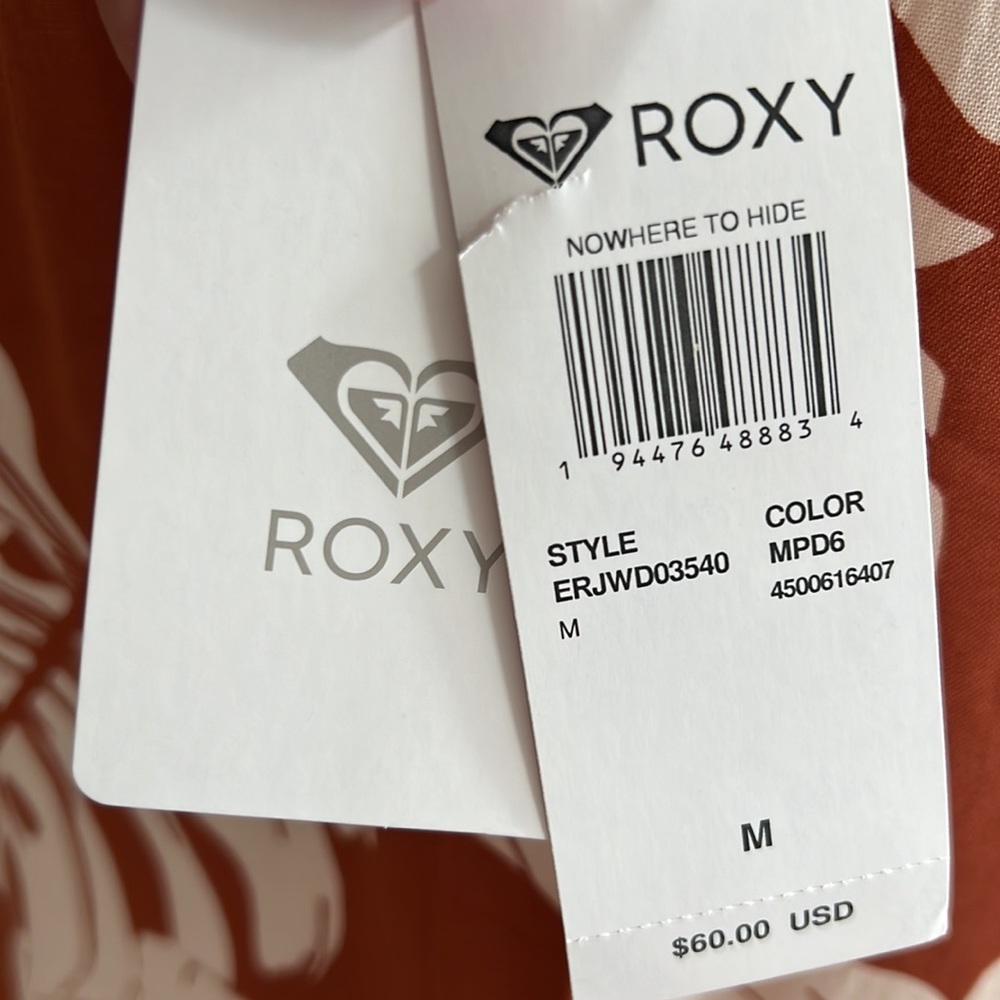 ROXY
ROXY
NOWHERE TO HIDE
1 94476 48883 4
STYLE
ERJWD03540
M
COLOR
MPD6
4500616407
M
$60.00 USD